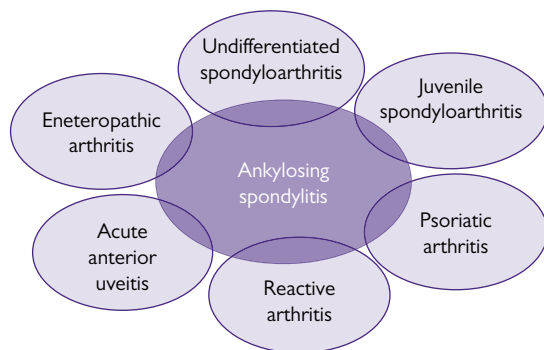 Undifferentiated
spondyloarthritis
Juvenile
spondyloarthritis
Eneteropathic
arthritis
Ankylosing
spondylitis
Psoriatic
arthritis
Acute
anterior
uveitis
Reactive
arthritis